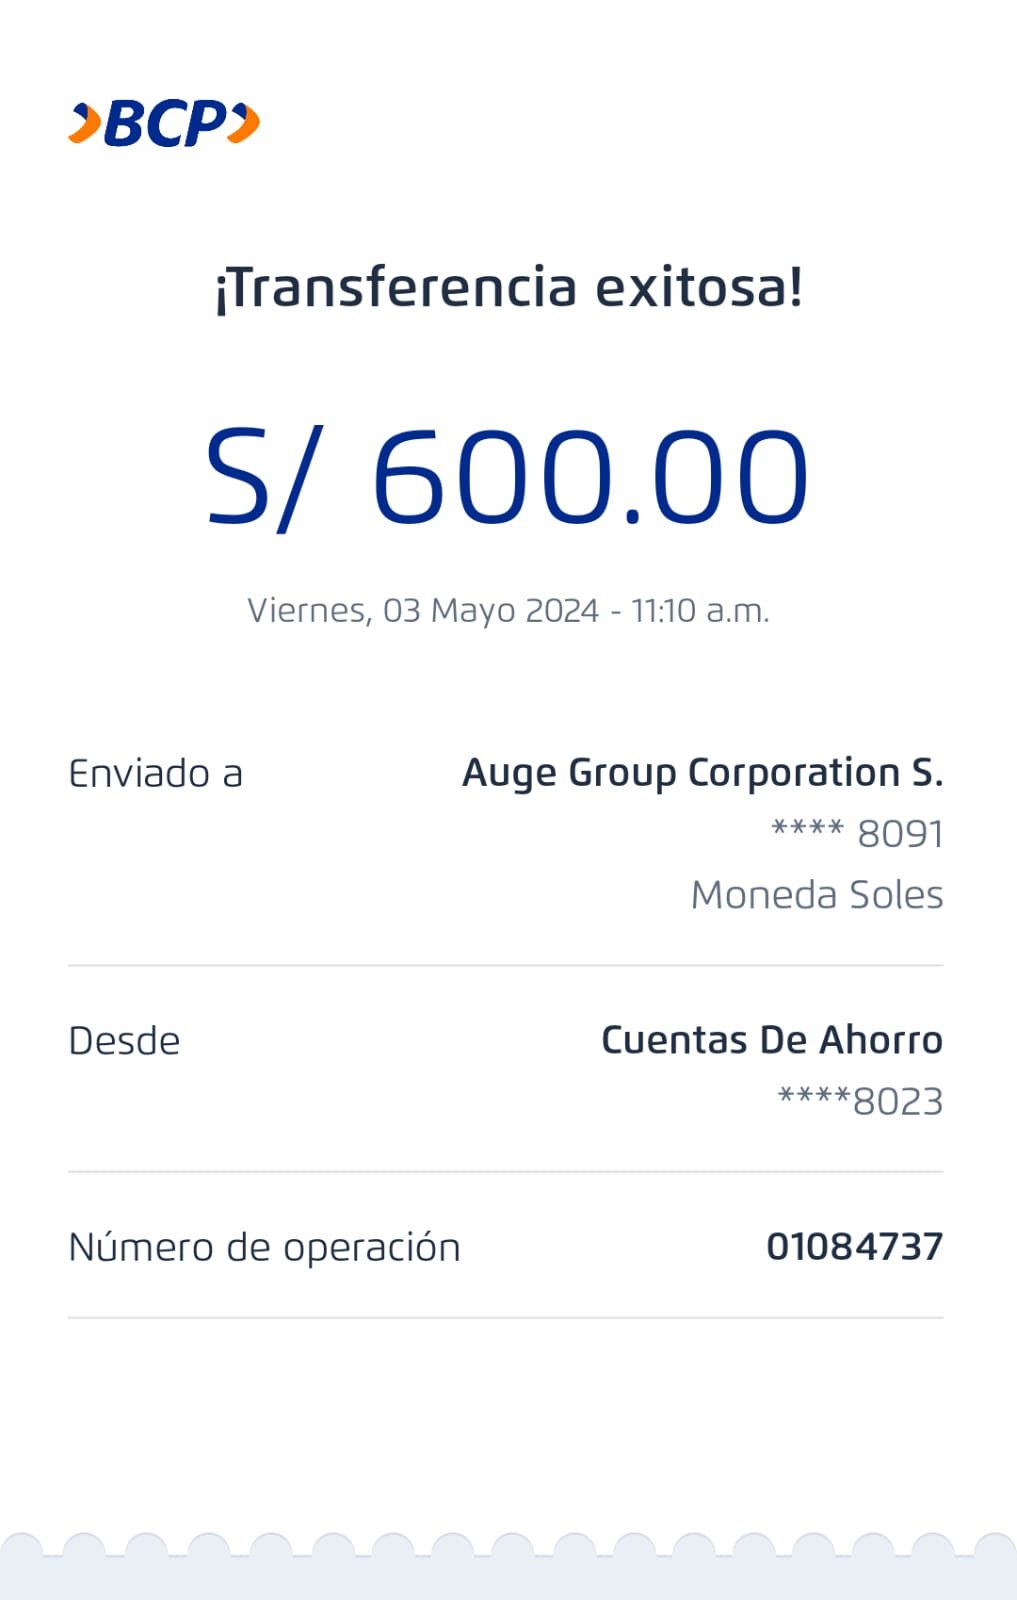 BCP
¡Transferencia exitosa!
S/ 600.00
Viernes, 03 Mayo 2024 - 11:10 a.m.
Enviado a
Auge Group Corporation S.
**** 8091
Moneda Soles
Desde
Cuentas De Ahorro
****8023
Número de operación
01084737